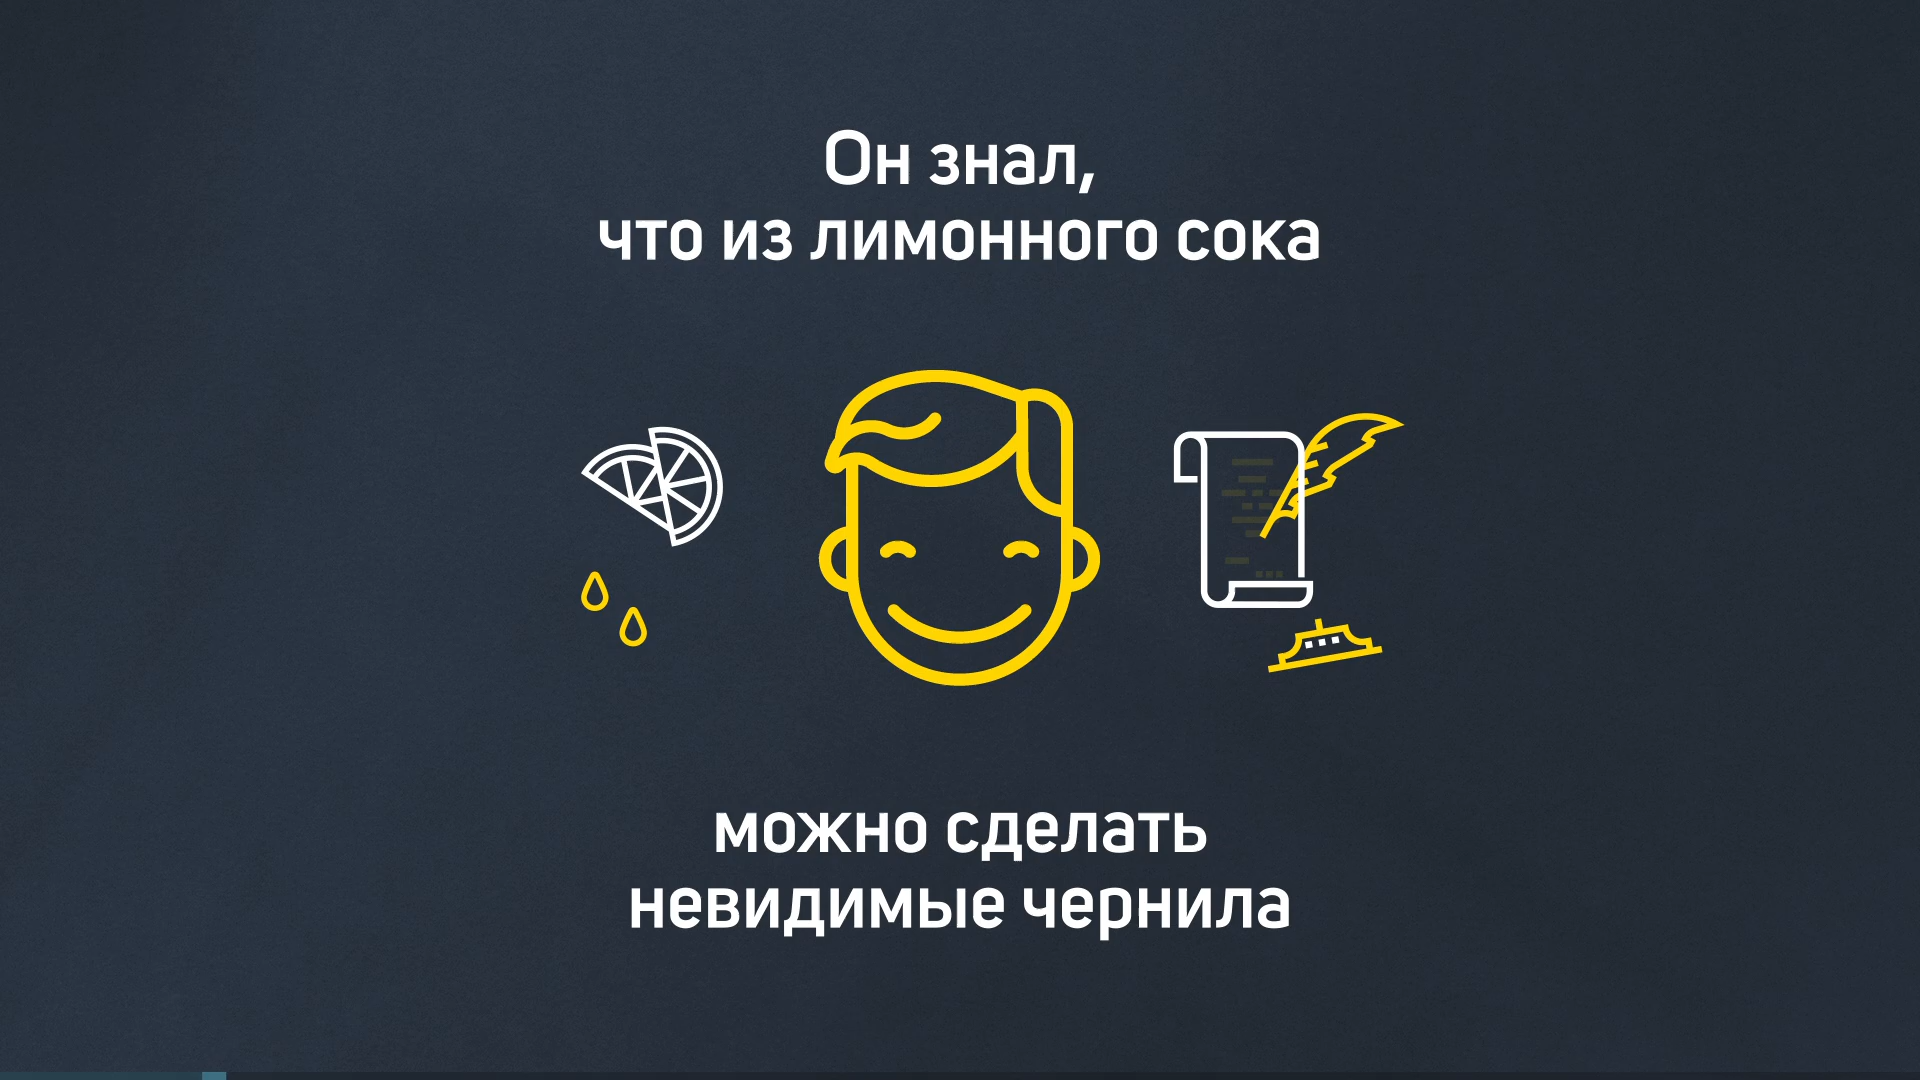 Он знал,
что из лимонного сока
можно сделать
невидимые чернила